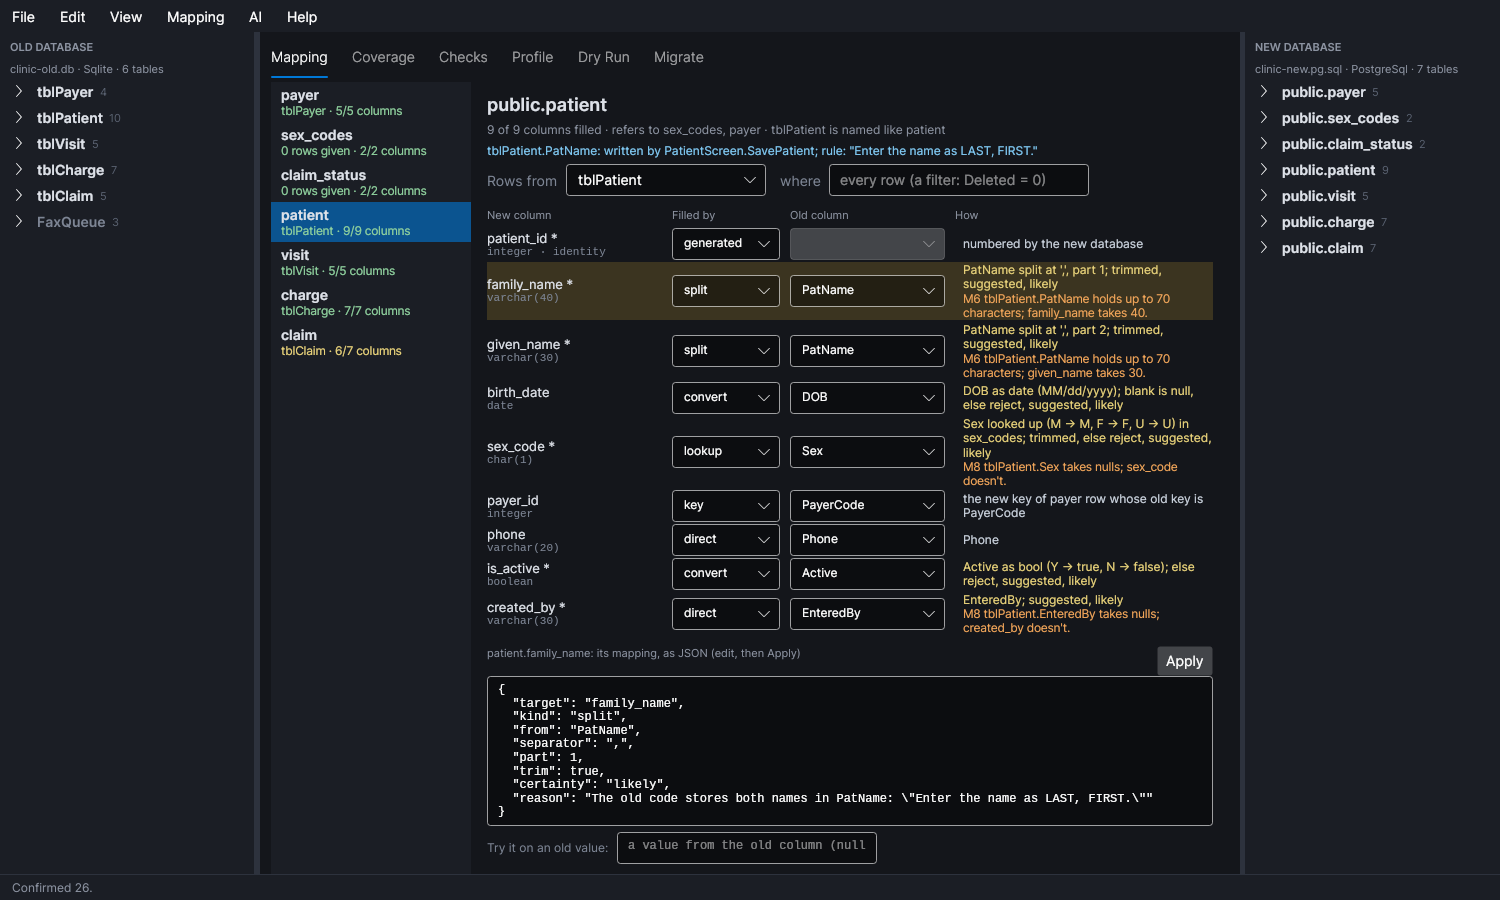 File Edit View Mapping AI Help
OLD DATABASE
clinic-old.db · Sqlite · 6 tables
tblPayer 4
tblPatient 10
tblVisit 5
tblCharge 7
tblClaim 5
FaxQueue 3
Mapping Coverage Checks Profile Dry Run Migrate
payer
tblPayer · 5/5 columns
sex_codes
0 rows given · 2/2 columns
claim_status
0 rows given · 2/2 columns
patient
tblPatient · 9/9 columns
visit
tblVisit · 5/5 columns
charge
tblCharge · 7/7 columns
claim
tblClaim · 6/7 columns
public.patient
9 of 9 columns filled · refers to sex_codes, payer · tblPatient is named like patient
tblPatient.PatName: written by PatientScreen.SavePatient; rule: "Enter the name as LAST, FIRST."
Rows from tblPatient where every row (a filter: Deleted = 0)
New column Filled by Old column How
patient_id * generated numbered by the new database
integer · identity
family_name * split PatName PatName split at ',', part 1; trimmed,
varchar(40) suggested, likely
M6 tblPatient.PatName holds up to 70
characters; family_name takes 40.
given_name * split PatName PatName split at ',', part 2; trimmed,
varchar(30) suggested, likely
M6 tblPatient.PatName holds up to 70
characters; given_name takes 30.
birth_date convert DOB DOB as date (MM/dd/yyyy); blank is null,
date else reject, suggested, likely
sex_code * lookup Sex Sex looked up (M → M, F → F, U → U) in
char(1) sex_codes; trimmed, else reject, suggested,
likely
M8 tblPatient.Sex takes nulls; sex_code
doesn't.
payer_id key PayerCode the new key of payer row whose old key is
integer PayerCode
phone direct Phone Phone
varchar(20)
is_active * convert Active Active as bool (Y → true, N → false); else
boolean reject, suggested, likely
created_by * direct EnteredBy EnteredBy; suggested, likely
varchar(30) M8 tblPatient.EnteredBy takes nulls;
created_by doesn't.
patient.family_name: its mapping, as JSON (edit, then Apply)
Apply
{
"target": "family_name",
"kind": "split",
"from": "PatName",
"separator": ",",
"part": 1,
"trim": true,
"certainty": "likely",
"reason": "The old code stores both names in PatName: \"Enter the name as LAST, FIRST.\""
}
Try it on an old value: a value from the old column (null
NEW DATABASE
clinic-new.pg.sql · PostgreSql · 7 tables
public.payer 5
public.sex_codes 2
public.claim_status 2
public.patient 9
public.visit 5
public.charge 7
public.claim 7
Confirmed 26.